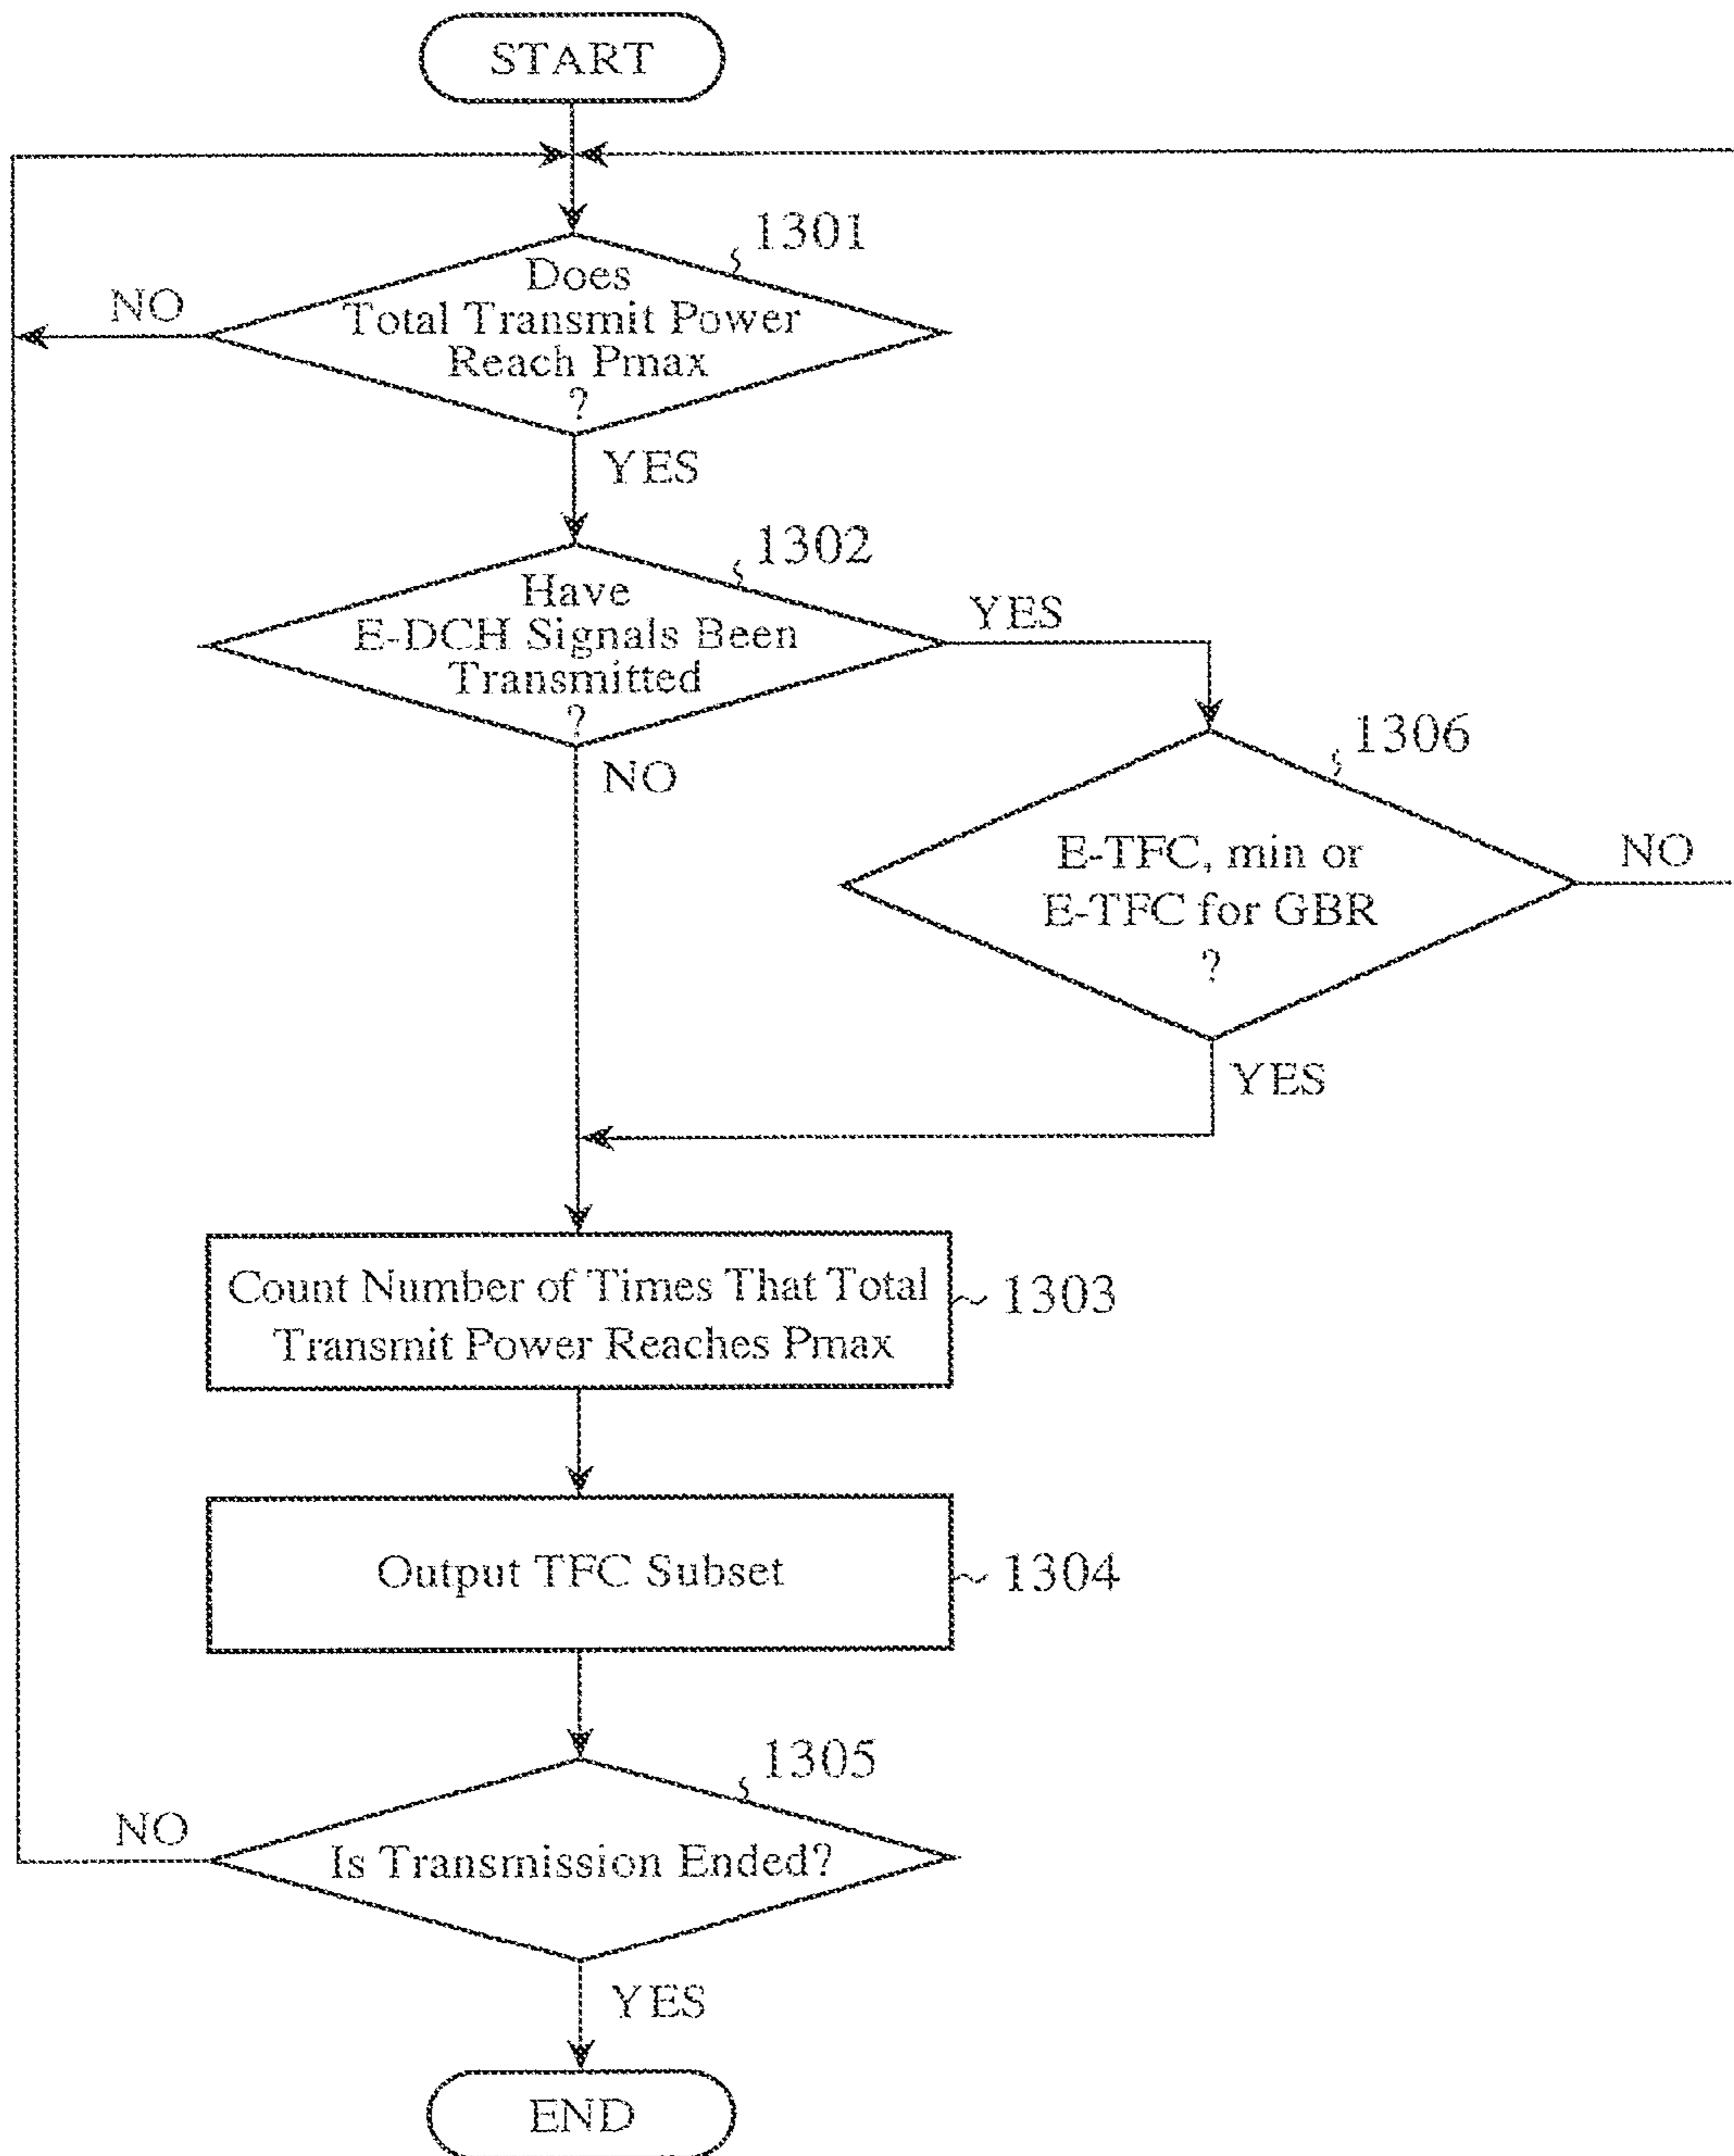 START
1301
Does
Total Transmit Power
Reach Pmax
?
NO
YES
1302
Have
E-DCH Signals Been
Transmitted
?
YES
NO
1306
E-TFC, min or
E-TFC for GBR
?
NO
YES
Count Number of Times That Total
Transmit Power Reaches Pmax
1303
Output TFC Subset
1304
1305
Is Transmission Ended?
NO
YES
END